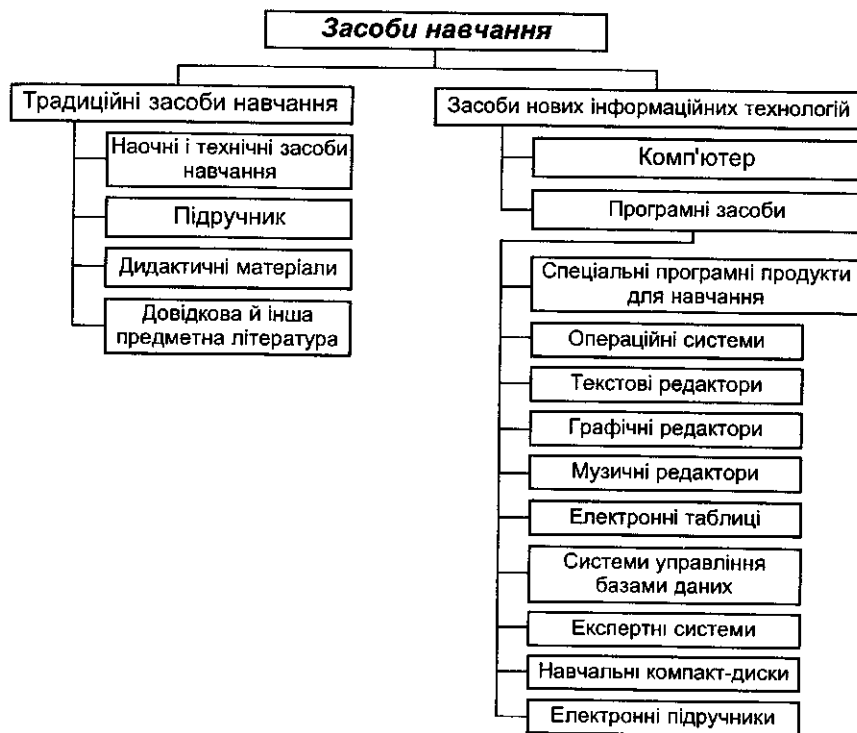 Засоби навчання
Традиційні засоби навчання
Наочні і технічні засоби
навчання
Підручник
Дидактичні матеріали
Довідкова й інша
предметна література
Засоби нових інформаційних технологій
Комп'ютер
Програмні засоби
Спеціальні програмні продукти
для навчання
Операційні системи
Текстові редактори
Графічні редактори
Музичні редактори
Електронні таблиці
Системи управління
базами даних
Експертні системи
Навчальні компакт-диски
Електронні підручники